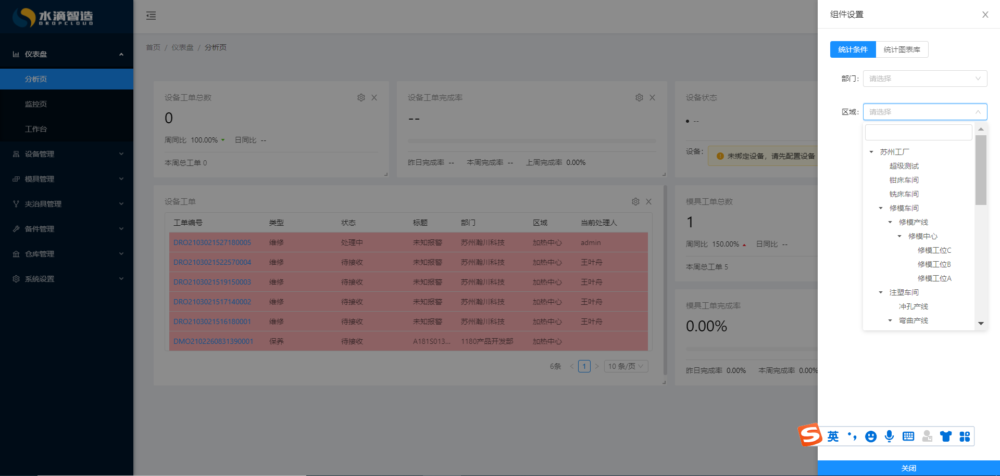 水滴智造
DROPCLOUD
仪表盘
分析页
监控页
工作台
设备管理
模具管理
夹治具管理
备件管理
仓库管理
系统设置
首页 / 仪表盘 / 分析页
设备工单总数
0
周同比 100.00% 日同比 --
本周总工单 0
设备工单完成率
--
昨日完成率 -- 本周完成率 -- 上周完成率 0.00%
设备状态
--
设备: 未绑定设备，请先配置设备
设备工单
工单编号 类型 状态 标题 部门 区域 当前处理人
DRO2103021527180005 维修 处理中 未知报警 苏州瀚川科技 加热中心 admin
DRO2103021522570004 维修 待接收 未知报警 苏州瀚川科技 加热中心 王叶舟
DRO2103021519150003 维修 待接收 未知报警 苏州瀚川科技 加热中心 王叶舟
DRO2103021517140002 维修 待接收 未知报警 苏州瀚川科技 加热中心 王叶舟
DRO2103021516180001 维修 待接收 未知报警 苏州瀚川科技 加热中心 王叶舟
DMO2102260831390001 保养 待接收 A181S013... 1180产品开发部 加热中心
6条 < 1 > 10 条/页
模具工单总数
1
周同比 150.00% 日同比 --
本周总工单 5
模具工单完成率
0.00%
昨日完成率 0.00% 本周完成率 0.00%
组件设置
统计条件 统计图表库
部门: 请选择
区域: 请选择
苏州工厂
超级测试
钳床车间
铣床车间
修模车间
修模产线
修模中心
修模工位C
修模工位B
修模工位A
注塑车间
冲孔产线
弯曲产线
S 英
关闭